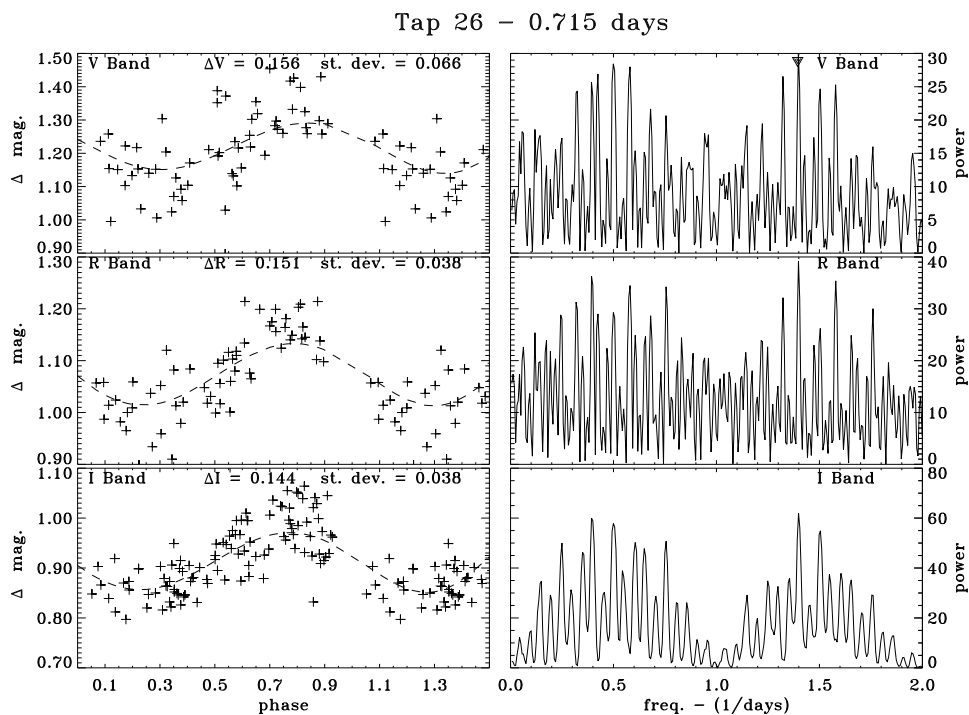 Tap 26 − 0.715 days
V Band ΔV = 0.156 st. dev. = 0.066
1.50
1.40
1.30
1.20
1.10
1.00
0.90
Δ mag.
V Band
30
25
20
15
10
5
0
power
R Band ΔR = 0.151 st. dev. = 0.038
1.30
1.20
1.10
1.00
0.90
Δ mag.
R Band
40
30
20
10
0
power
I Band ΔI = 0.144 st. dev. = 0.038
1.10
1.00
0.90
0.80
0.70
Δ mag.
I Band
80
60
40
20
0
power
0.1 0.3 0.5 0.7 0.9 1.1 1.3
phase
0.0 0.5 1.0 1.5 2.0
freq. − (1/days)